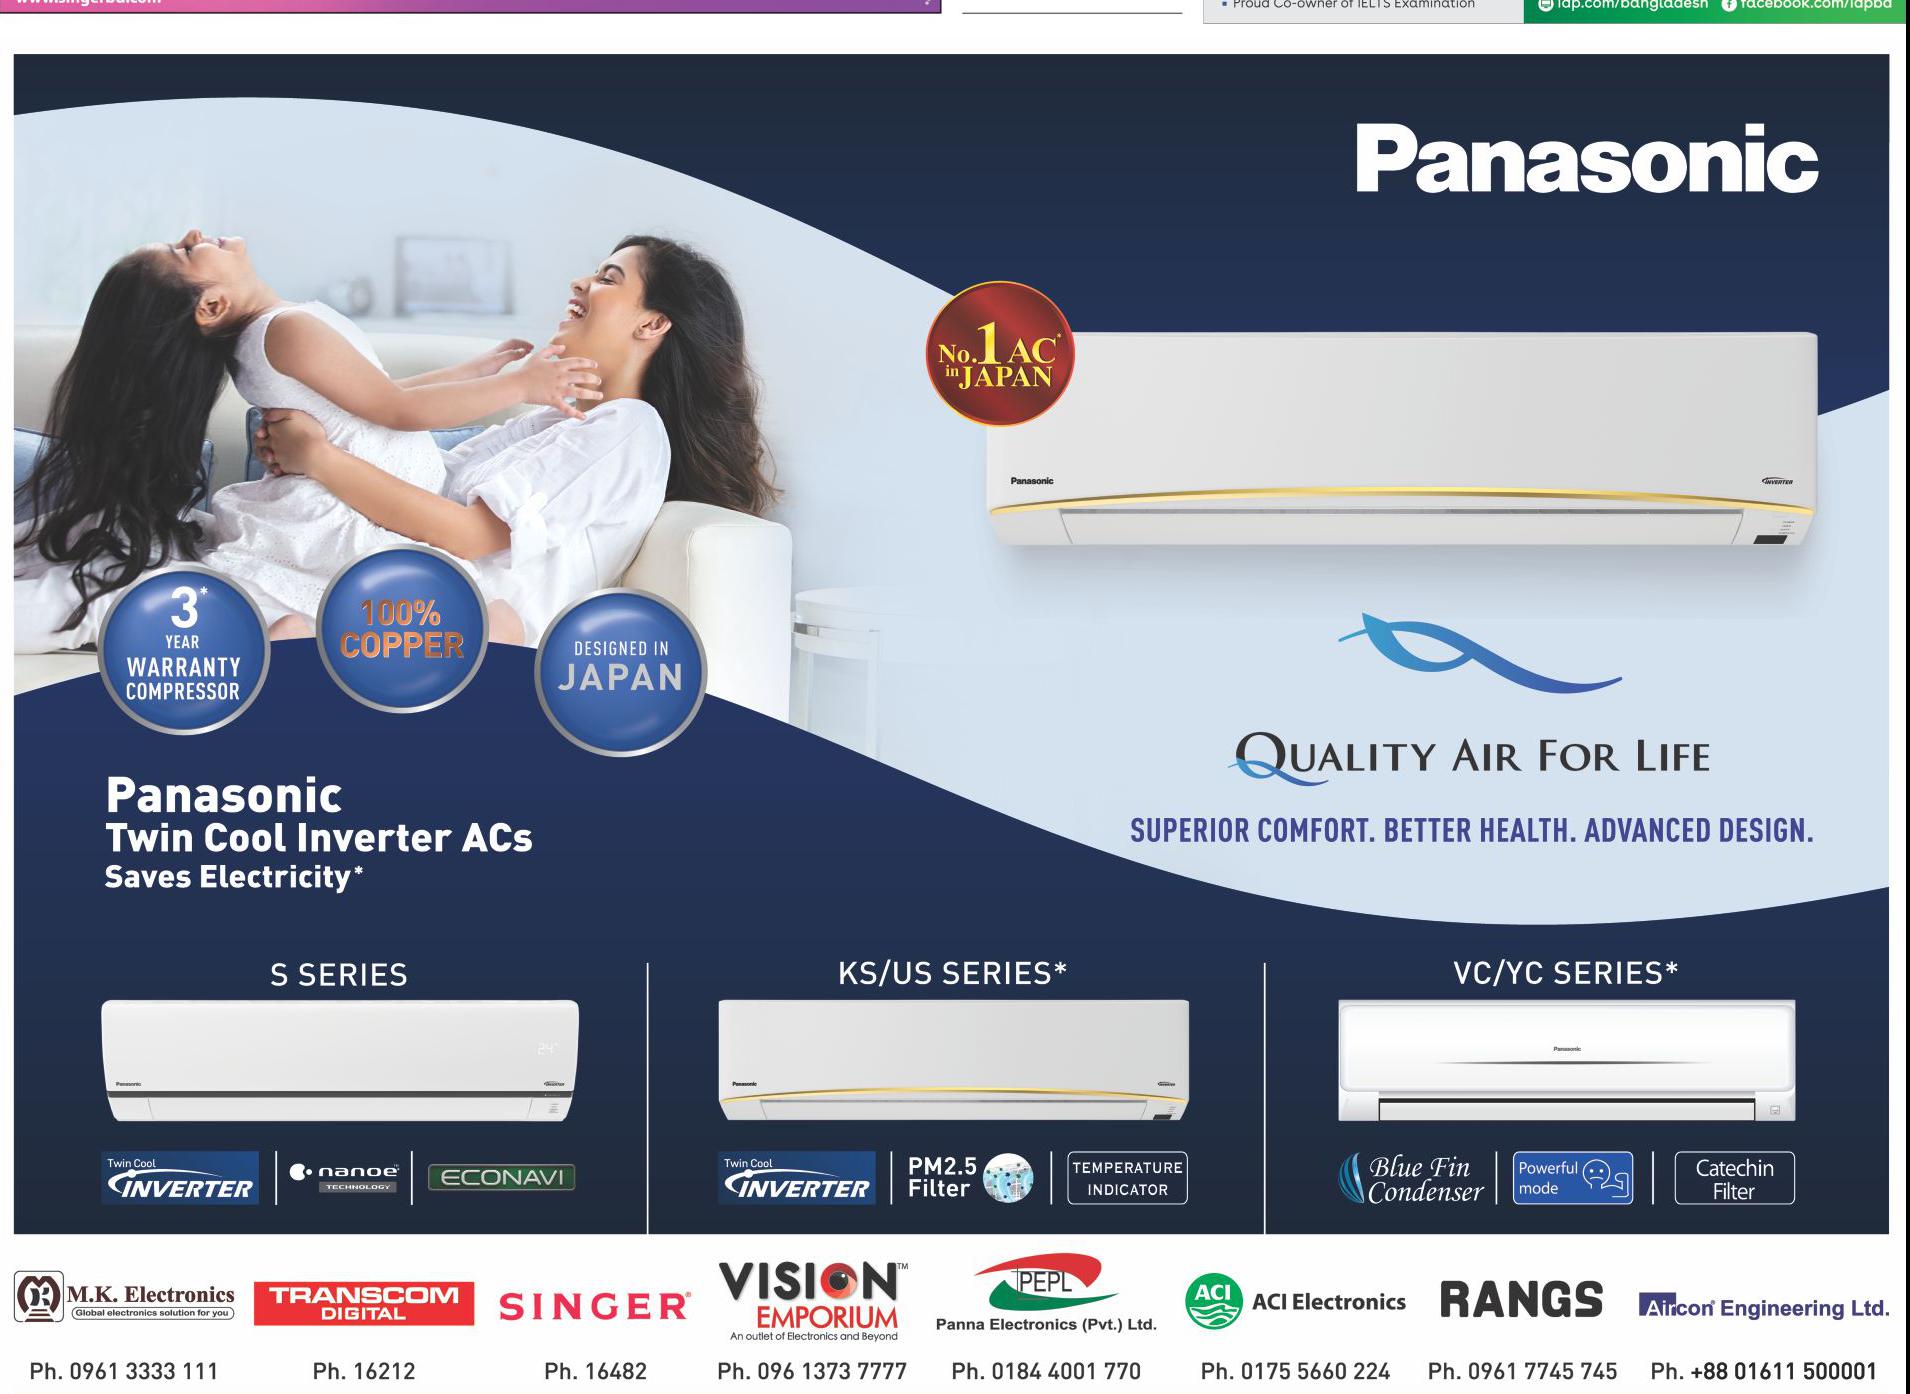 www.singerbd.com
Proud Co-owner of IELTS Examination
idp.com/bangladesh facebook.com/idpbd
Panasonic
No.1 AC*
in JAPAN
Panasonic
INVERTER
3*
YEAR
WARRANTY
COMPRESSOR
100%
COPPER
DESIGNED IN
JAPAN
QUALITY AIR FOR LIFE
SUPERIOR COMFORT. BETTER HEALTH. ADVANCED DESIGN.
Panasonic
Twin Cool Inverter ACs
Saves Electricity*
S SERIES
24°
Panasonic
INVERTER
Twin Cool
INVERTER
nanoe™
TECHNOLOGY
ECONAVI
KS/US SERIES*
Panasonic
INVERTER
Twin Cool
INVERTER
PM2.5
Filter
TEMPERATURE
INDICATOR
VC/YC SERIES*
Panasonic
Blue Fin
Condenser
Powerful
mode
Catechin
Filter
M.K. Electronics
Global electronics solution for you
Ph. 0961 3333 111
TRANSCOM
DIGITAL
Ph. 16212
SINGER®
Ph. 16482
VISION™
EMPORIUM
An outlet of Electronics and Beyond
Ph. 096 1373 7777
PEPL
Panna Electronics (Pvt.) Ltd.
Ph. 0184 4001 770
ACI
ACI Electronics
Ph. 0175 5660 224
RANGS
Ph. 0961 7745 745
Aircon® Engineering Ltd.
Ph. +88 01611 500001